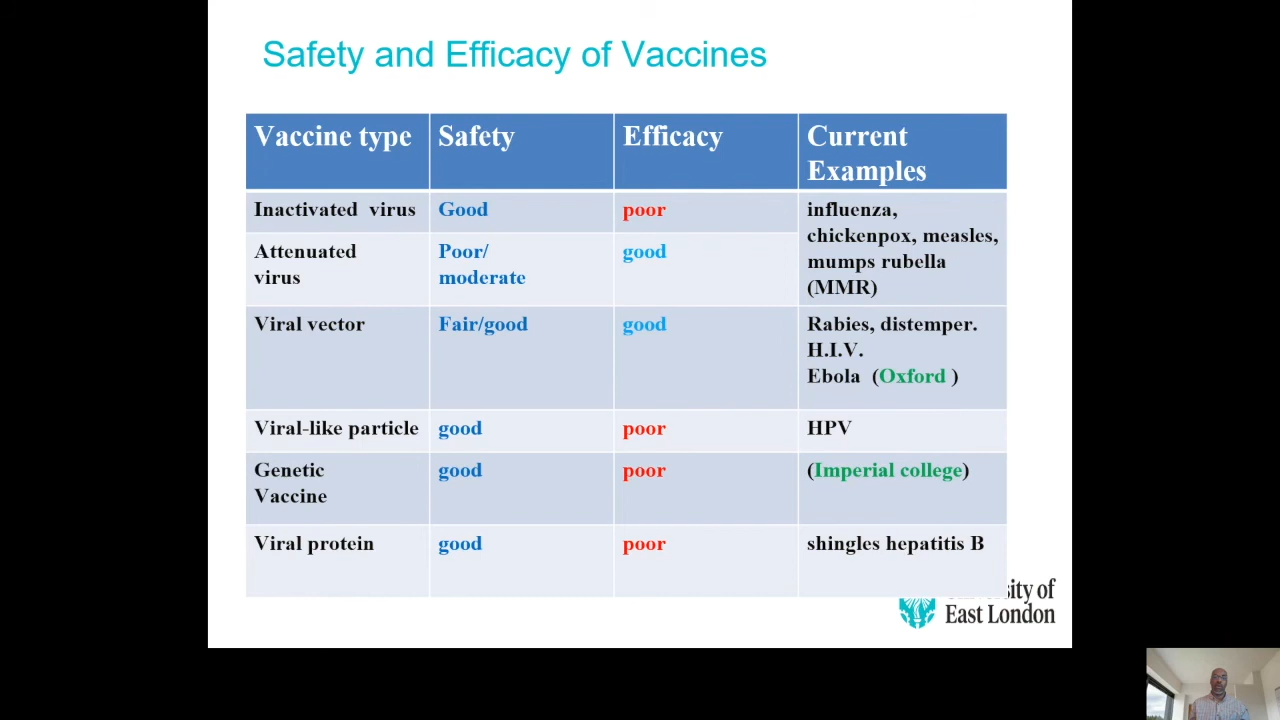 Safety and Efficacy of Vaccines
Vaccine type
Safety
Efficacy
Current
Examples
Inactivated virus
Good
poor
influenza,
chickenpox, measles,
mumps rubella
(MMR)
Attenuated
virus
Poor/
moderate
good
Viral vector
Fair/good
good
Rabies, distemper.
H.I.V.
Ebola (Oxford )
Viral-like particle
good
poor
HPV
Genetic
Vaccine
good
poor
(Imperial college)
Viral protein
good
poor
shingles hepatitis B
University of
East London